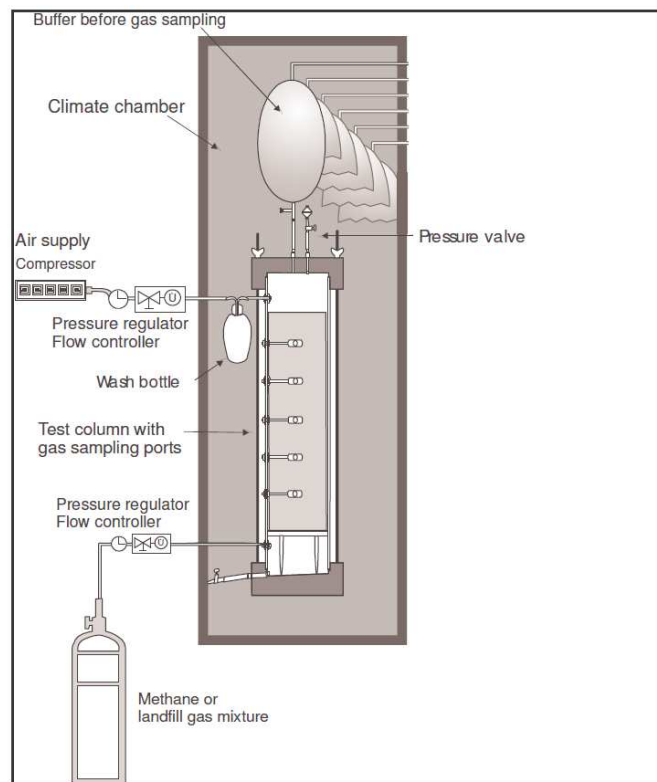 Buffer before gas sampling
Climate chamber
Air supply
Compressor
Pressure valve
Pressure regulator
Flow controller
Wash bottle
Test column with
gas sampling ports
Pressure regulator
Flow controller
Methane or
landfill gas mixture